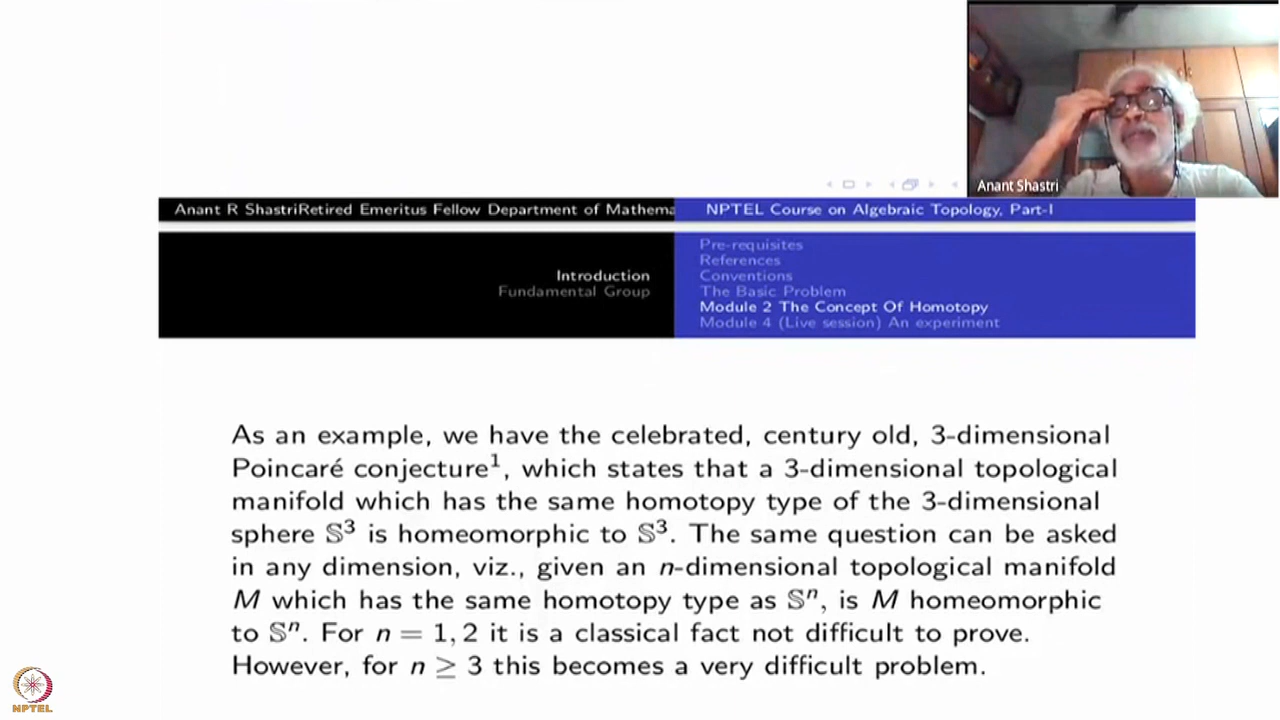 Anant Shastri
Anant R ShastriRetired Emeritus Fellow Department of Mathema
NPTEL Course on Algebraic Topology, Part-I
Introduction
Fundamental Group
Pre-requisites
References
Conventions
The Basic Problem
Module 2 The Concept Of Homotopy
Module 4 (Live session) An experiment
As an example, we have the celebrated, century old, 3-dimensional
Poincaré conjecture¹, which states that a 3-dimensional topological
manifold which has the same homotopy type of the 3-dimensional
sphere 𝕊³ is homeomorphic to 𝕊³. The same question can be asked
in any dimension, viz., given an n-dimensional topological manifold
M which has the same homotopy type as 𝕊ⁿ, is M homeomorphic
to 𝕊ⁿ. For n = 1, 2 it is a classical fact not difficult to prove.
However, for n ≥ 3 this becomes a very difficult problem.
NPTEL